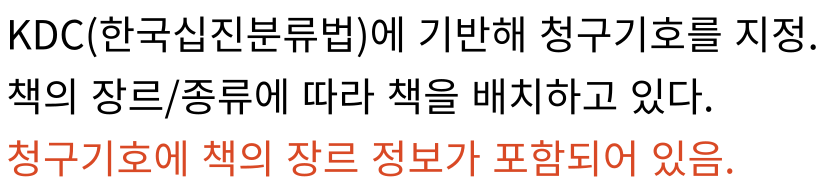 KDC(한국십진분류법)에 기반해 청구기호를 지정.
책의 장르/종류에 따라 책을 배치하고 있다.
청구기호에 책의 장르 정보가 포함되어 있음.